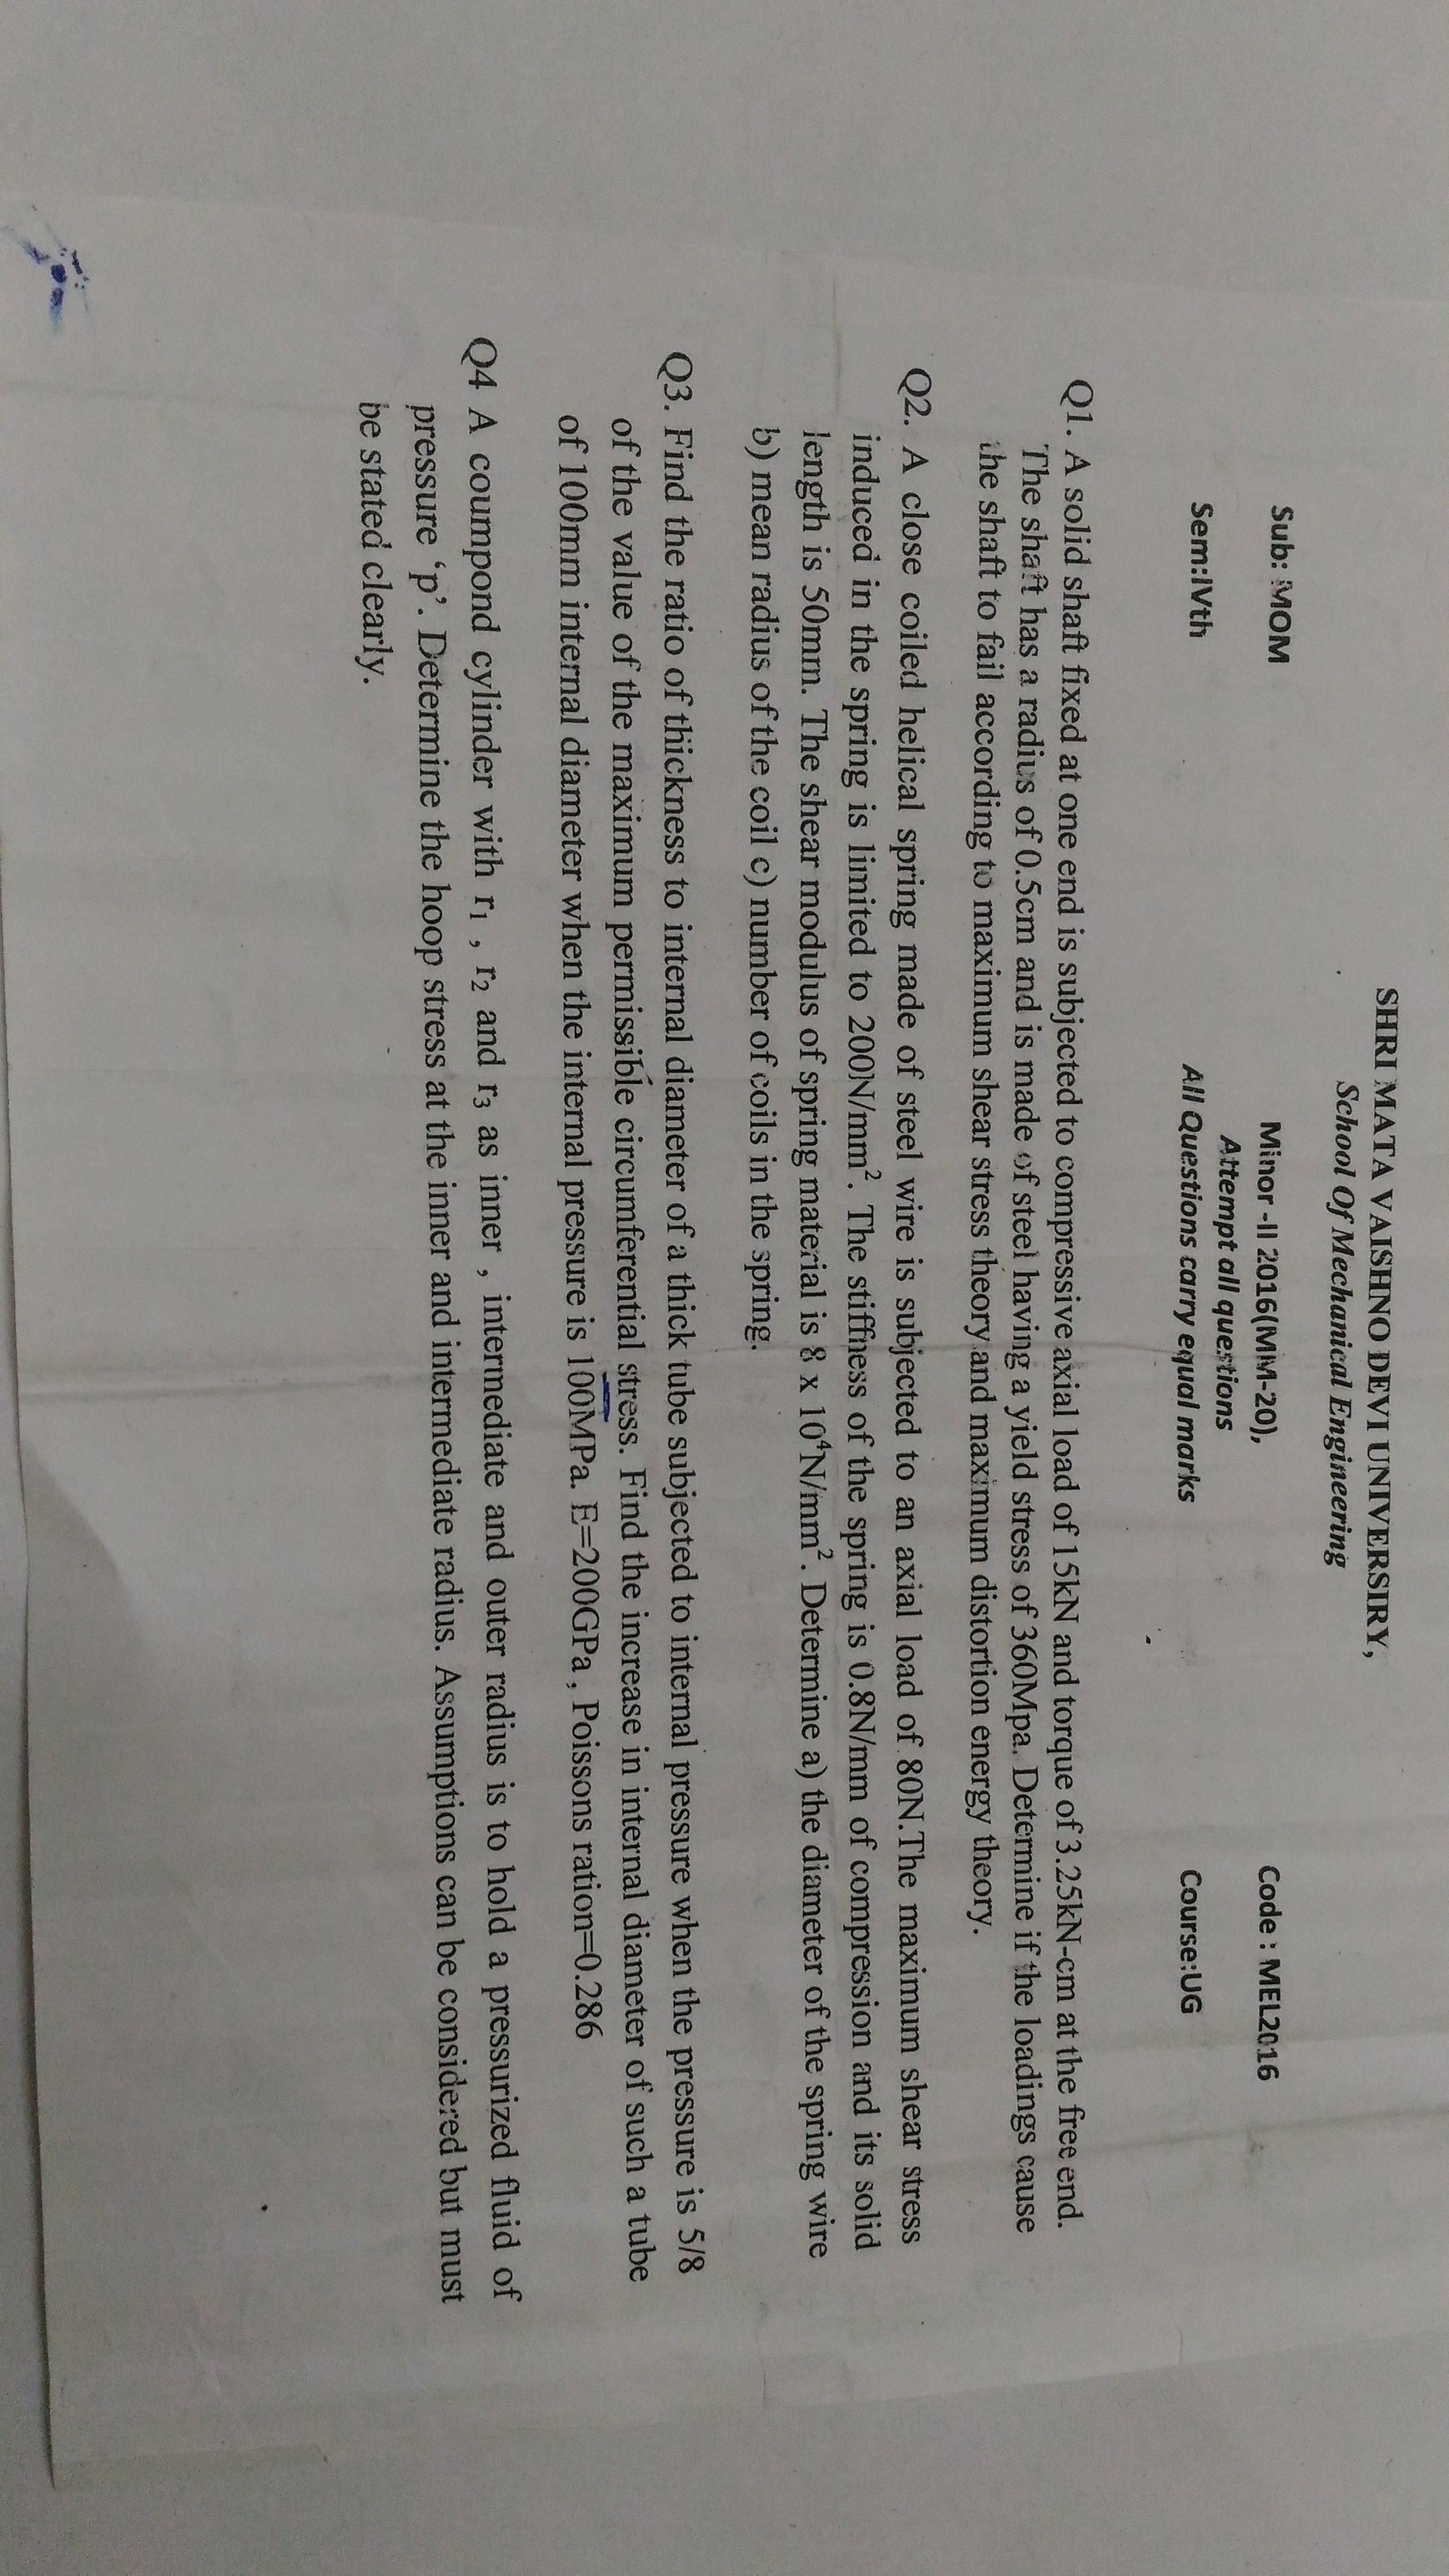 SHRI MATA VAISHNO DEVI UNIVERSIRY,
School Of Mechanical Engineering
Sub: MOM Minor -II 2016(MM-20), Code : MEL2016
Attempt all questions
Sem:IVth All Questions carry equal marks Course:UG
Q1. A solid shaft fixed at one end is subjected to compressive axial load of 15kN and torque of 3.25kN-cm at the free end.
The shaft has a radius of 0.5cm and is made of steel having a yield stress of 360Mpa. Determine if the loadings cause
the shaft to fail according to maximum shear stress theory and maximum distortion energy theory.
Q2. A close coiled helical spring made of steel wire is subjected to an axial load of 80N.The maximum shear stress
induced in the spring is limited to 200N/mm². The stiffness of the spring is 0.8N/mm of compression and its solid
length is 50mm. The shear modulus of spring material is 8 x 10⁴N/mm². Determine a) the diameter of the spring wire
b) mean radius of the coil c) number of coils in the spring.
Q3. Find the ratio of thickness to internal diameter of a thick tube subjected to internal pressure when the pressure is 5/8
of the value of the maximum permissible circumferential stress. Find the increase in internal diameter of such a tube
of 100mm internal diameter when the internal pressure is 100MPa. E=200GPa , Poissons ration=0.286
Q4 A coumpond cylinder with r₁ , r₂ and r₃ as inner , intermediate and outer radius is to hold a pressurized fluid of
pressure ‘p’. Determine the hoop stress at the inner and intermediate radius. Assumptions can be considered but must
be stated clearly.